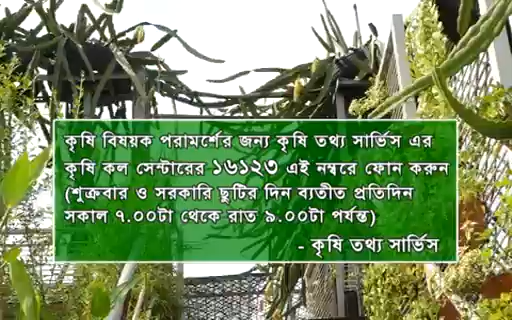 কৃষি বিষয়ক পরামর্শের জন্য কৃষি তথ্য সার্ভিস এর
কৃষি কল সেন্টারের ১৬১২৩ এই নম্বরে ফোন করুন
(শুক্রবার ও সরকারি ছুটির দিন ব্যতীত প্রতিদিন
সকাল ৭.০০টা থেকে রাত ৯.০০টা পর্যন্ত)
- কৃষি তথ্য সার্ভিস